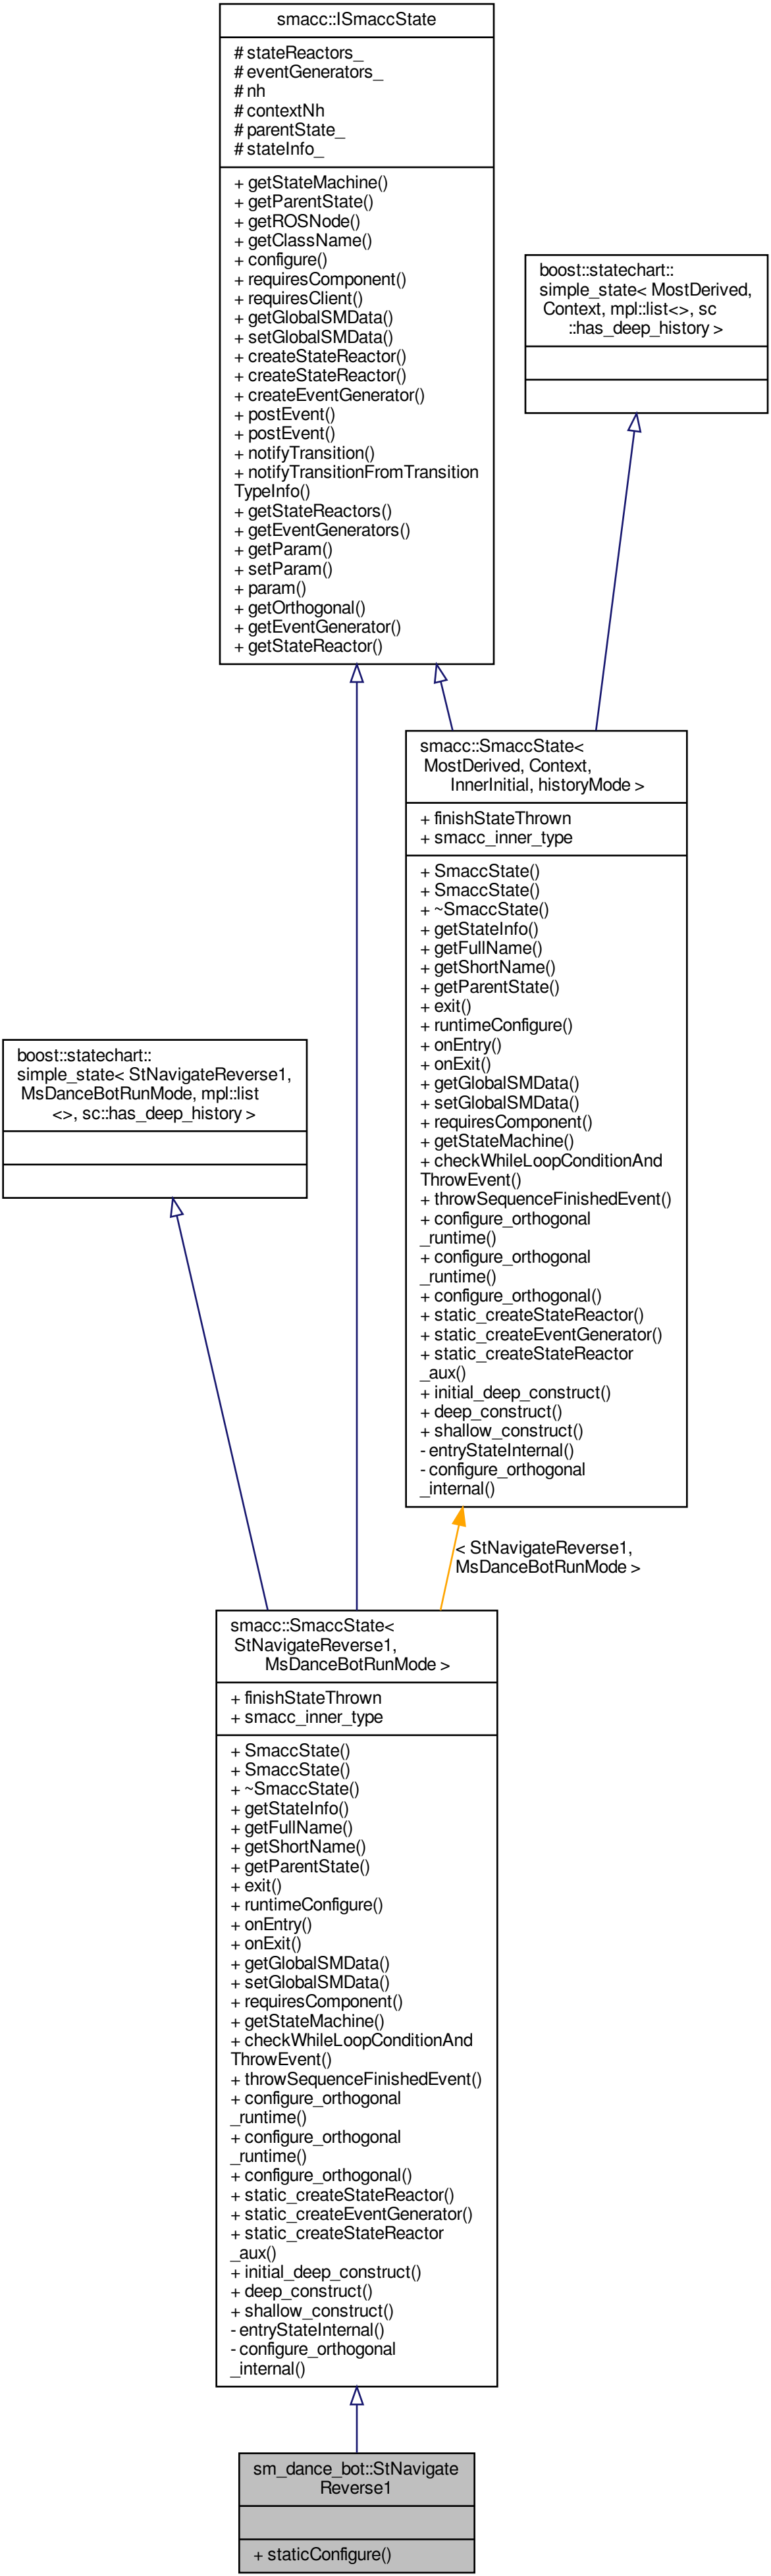 smacc::ISmaccState
# stateReactors_
# eventGenerators_
# nh
# contextNh
# parentState_
# stateInfo_
+ getStateMachine()
+ getParentState()
+ getROSNode()
+ getClassName()
+ configure()
+ requiresComponent()
+ requiresClient()
+ getGlobalSMData()
+ setGlobalSMData()
+ createStateReactor()
+ createStateReactor()
+ createEventGenerator()
+ postEvent()
+ postEvent()
+ notifyTransition()
+ notifyTransitionFromTransition
TypeInfo()
+ getStateReactors()
+ getEventGenerators()
+ getParam()
+ setParam()
+ param()
+ getOrthogonal()
+ getEventGenerator()
+ getStateReactor()
boost::statechart::
simple_state< MostDerived,
Context, mpl::list<>, sc
::has_deep_history >
smacc::SmaccState<
MostDerived, Context,
InnerInitial, historyMode >
+ finishStateThrown
+ smacc_inner_type
+ SmaccState()
+ SmaccState()
+ ~SmaccState()
+ getStateInfo()
+ getFullName()
+ getShortName()
+ getParentState()
+ exit()
+ runtimeConfigure()
+ onEntry()
+ onExit()
+ getGlobalSMData()
+ setGlobalSMData()
+ requiresComponent()
+ getStateMachine()
+ checkWhileLoopConditionAnd
ThrowEvent()
+ throwSequenceFinishedEvent()
+ configure_orthogonal
_runtime()
+ configure_orthogonal
_runtime()
+ configure_orthogonal()
+ static_createStateReactor()
+ static_createEventGenerator()
+ static_createStateReactor
_aux()
+ initial_deep_construct()
+ deep_construct()
+ shallow_construct()
- entryStateInternal()
- configure_orthogonal
_internal()
boost::statechart::
simple_state< StNavigateReverse1,
MsDanceBotRunMode, mpl::list
<>, sc::has_deep_history >
< StNavigateReverse1,
MsDanceBotRunMode >
smacc::SmaccState<
StNavigateReverse1,
MsDanceBotRunMode >
+ finishStateThrown
+ smacc_inner_type
+ SmaccState()
+ SmaccState()
+ ~SmaccState()
+ getStateInfo()
+ getFullName()
+ getShortName()
+ getParentState()
+ exit()
+ runtimeConfigure()
+ onEntry()
+ onExit()
+ getGlobalSMData()
+ setGlobalSMData()
+ requiresComponent()
+ getStateMachine()
+ checkWhileLoopConditionAnd
ThrowEvent()
+ throwSequenceFinishedEvent()
+ configure_orthogonal
_runtime()
+ configure_orthogonal
_runtime()
+ configure_orthogonal()
+ static_createStateReactor()
+ static_createEventGenerator()
+ static_createStateReactor
_aux()
+ initial_deep_construct()
+ deep_construct()
+ shallow_construct()
- entryStateInternal()
- configure_orthogonal
_internal()
sm_dance_bot::StNavigate
Reverse1
+ staticConfigure()